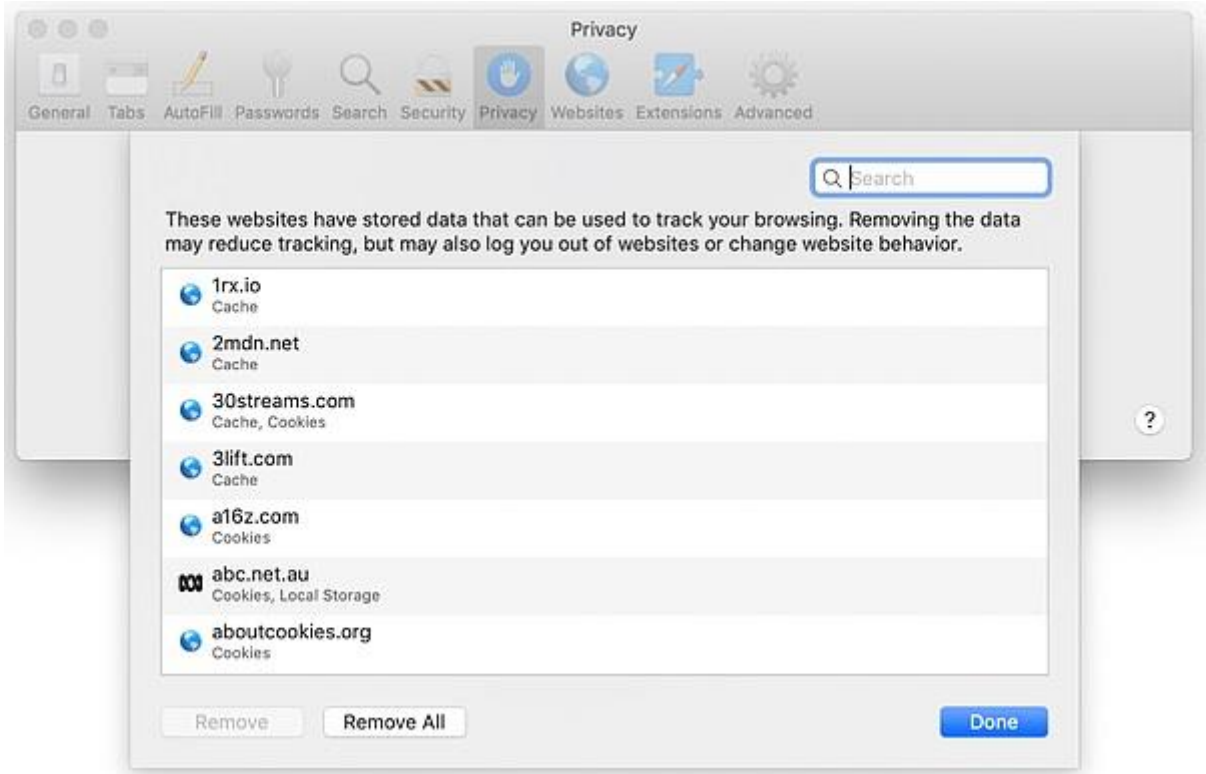 Privacy
General Tabs AutoFill Passwords Search Security Privacy Websites Extensions Advanced
Search
These websites have stored data that can be used to track your browsing. Removing the data
may reduce tracking, but may also log you out of websites or change website behavior.
1rx.io
Cache
2mdn.net
Cache
30streams.com
Cache, Cookies
3lift.com
Cache
a16z.com
Cookies
abc.net.au
Cookies, Local Storage
aboutcookies.org
Cookies
?
Remove Remove All Done